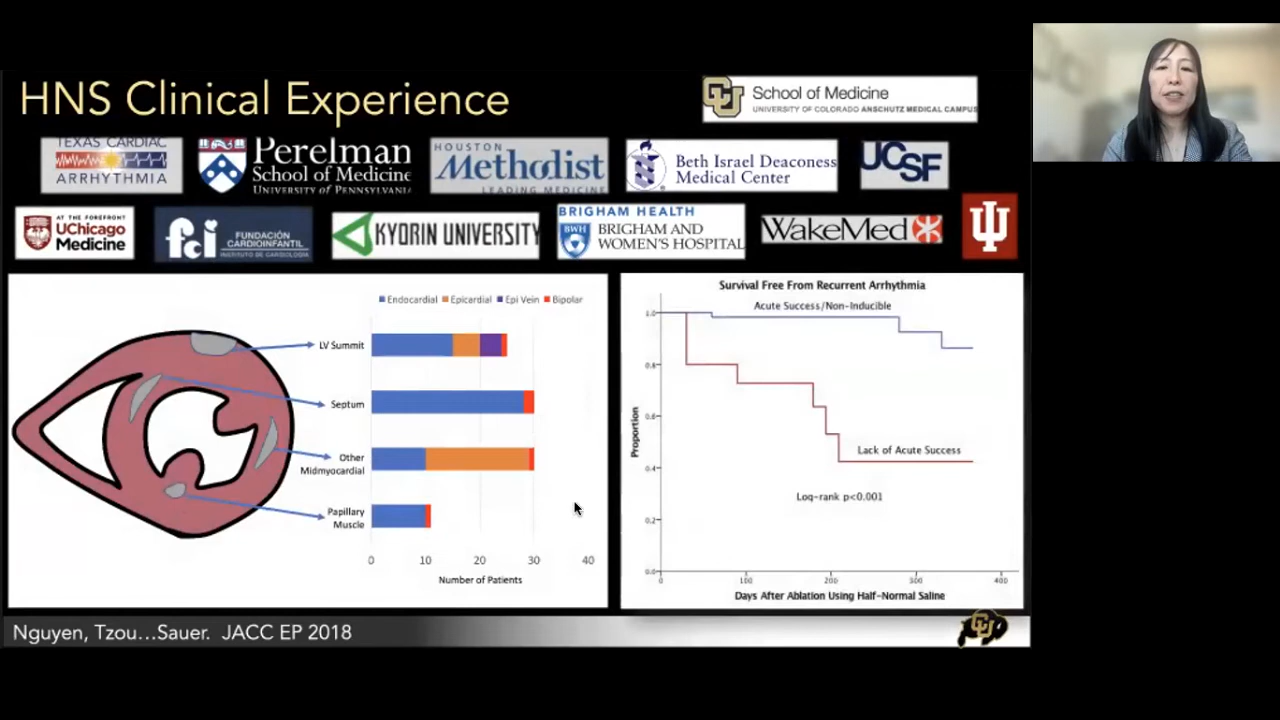 HNS Clinical Experience
School of Medicine
UNIVERSITY OF COLORADO ANSCHUTZ MEDICAL CAMPUS
TEXAS CARDIAC
ARRHYTHMIA
Perelman
School of Medicine
UNIVERSITY of PENNSYLVANIA
HOUSTON
Methodist
LEADING MEDICINE
Beth Israel Deaconess
Medical Center
UCSF
AT THE FOREFRONT
UChicago
Medicine
fci
FUNDACIÓN
CARDIOINFANTIL
INSTITUTO DE CARDIOLOGÍA
KYORIN UNIVERSITY
BRIGHAM HEALTH
BWH
BRIGHAM AND
WOMEN'S HOSPITAL
WakeMed
Endocardial Epicardial Epi Vein Bipolar
LV Summit
Septum
Other
Midmyocardial
Papillary
Muscle
0 10 20 30 40
Number of Patients
Survival Free From Recurrent Arrhythmia
Acute Success/Non-Inducible
1.0
0.8
0.6
0.4
0.2
0.0
Proportion
Lack of Acute Success
Log-rank p<0.001
0 100 200 300 400
Days After Ablation Using Half-Normal Saline
Nguyen, Tzou...Sauer. JACC EP 2018
CU